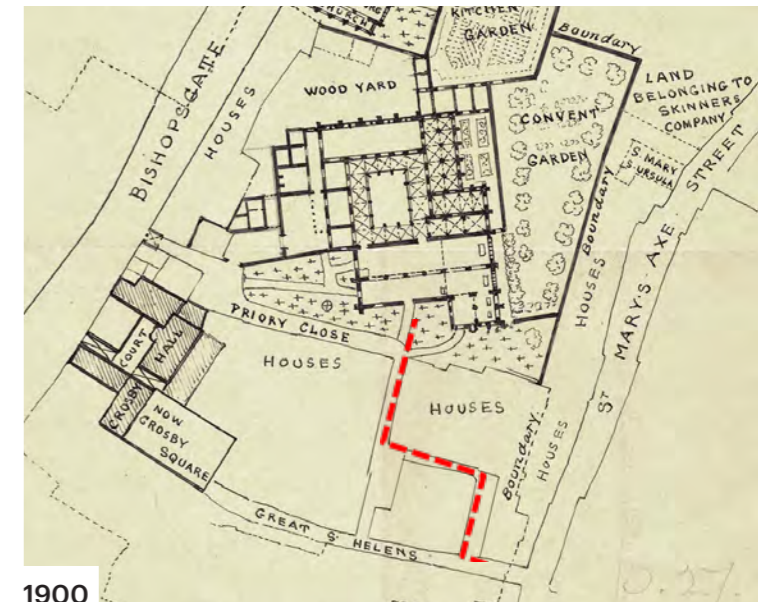 CHURCH
KITCHEN
GARDEN
Boundary
WOOD YARD
CONVENT
GARDEN
LAND
BELONGING TO
SKINNERS
COMPANY
S. MARY
S. URSULA
BISHOPSGATE
HOUSES
Boundary
HOUSES
ST MARY'S AXE STREET
PRIORY CLOSE
COURT
HALL
CROSBY
NOW
CROSBY
SQUARE
HOUSES
HOUSES
Boundary
HOUSES
GREAT S HELENS
1900